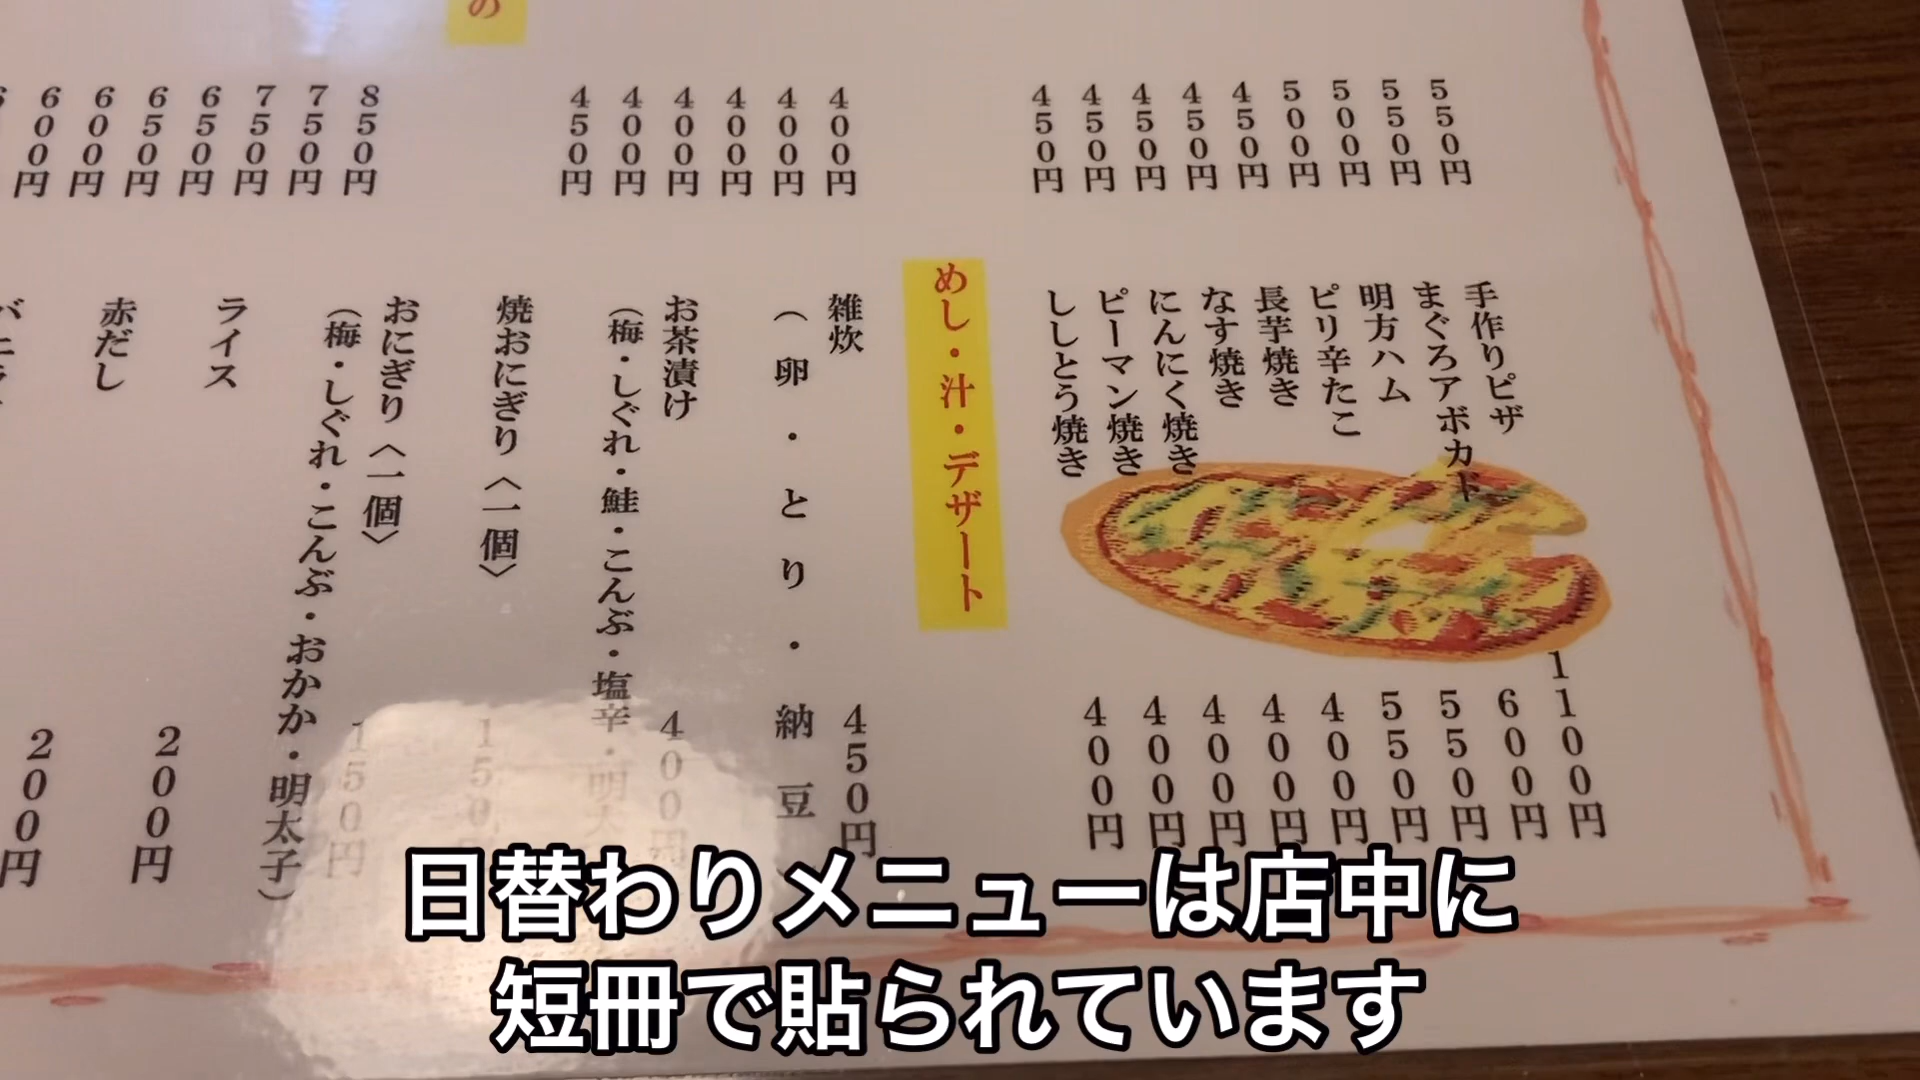 550円
550円
500円
500円
450円
450円
450円
450円
450円
手作りピザ 1100円
まぐろアボカド 600円
明方ハム 550円
ピリ辛たこ 550円
長芋焼き 400円
なす焼き 400円
にんにく焼き 400円
ピーマン焼き 400円
ししとう焼き 400円
400円
400円
400円
400円
400円
450円
めし・汁・デザート
雑炊 450円
（卵・とり・納豆
お茶漬け 400円
（梅・しぐれ・鮭・こんぶ・塩辛・明太
焼おにぎり〈一個〉 150
おにぎり〈一個〉 150円
（梅・しぐれ・こんぶ・おかか・明太子）
ライス 200円
赤だし 200円
の
850円
750円
750円
650円
650円
600円
600円
日替わりメニューは店中に
短冊で貼られています